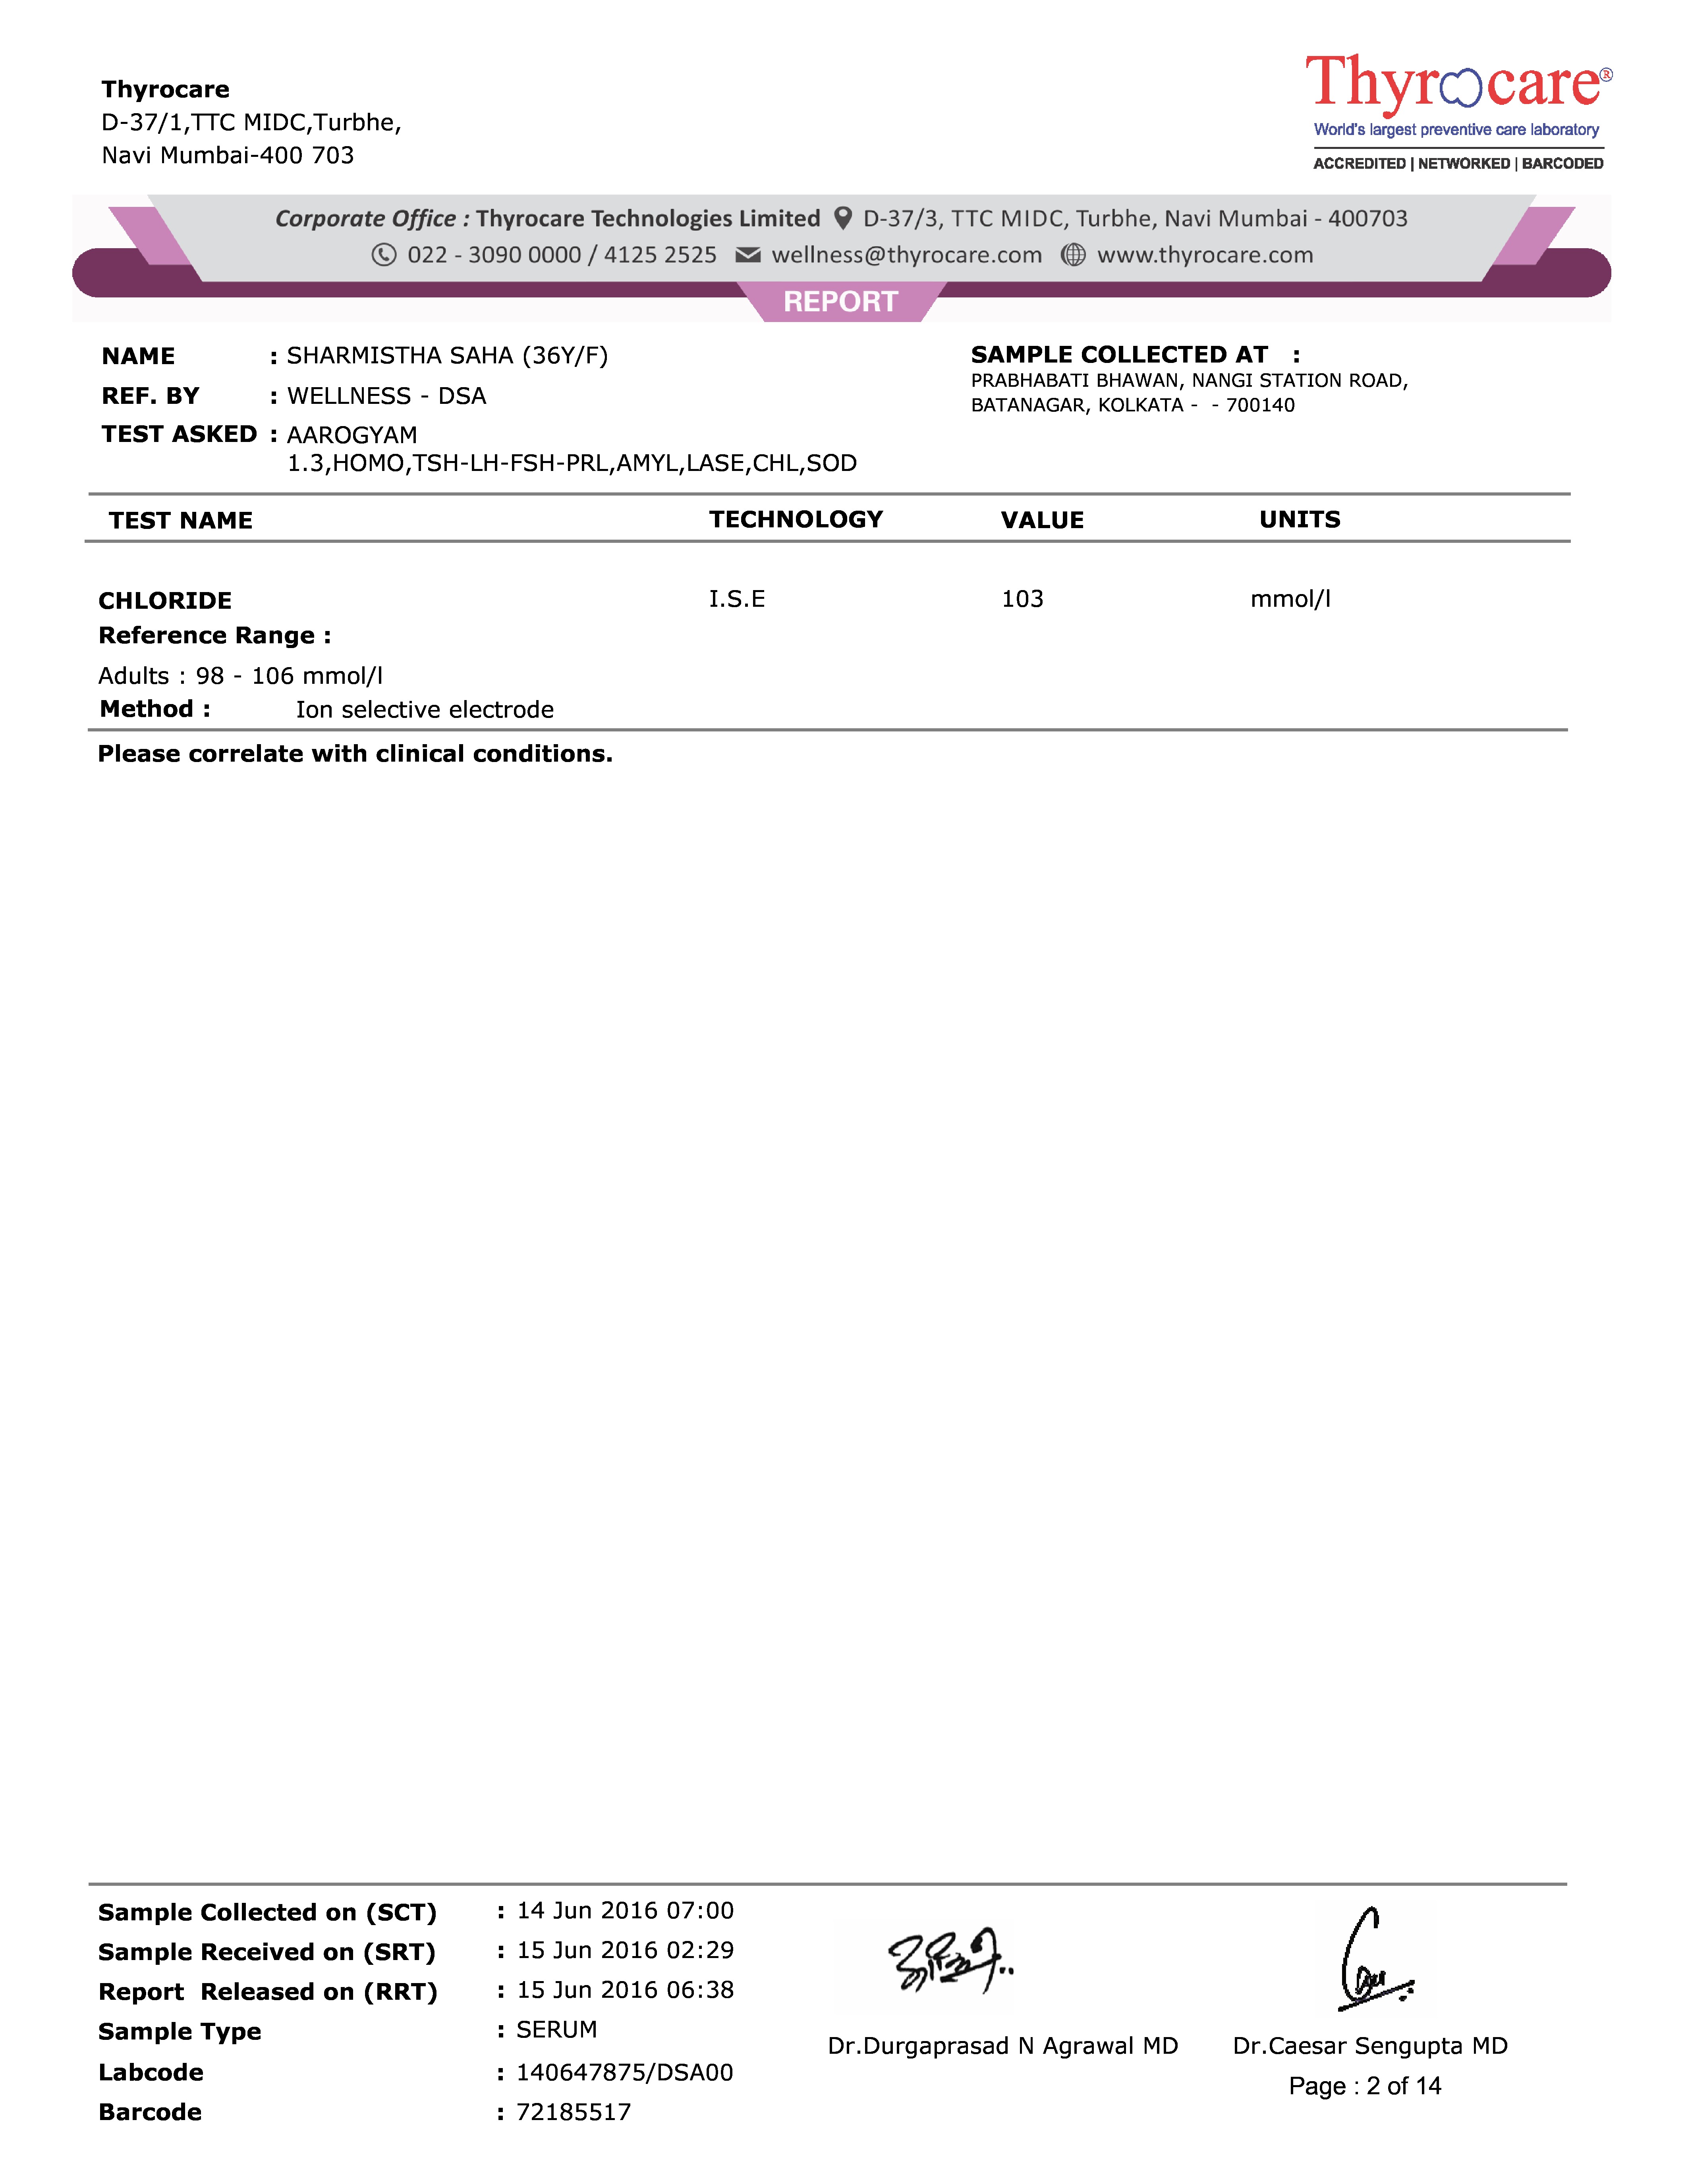 Thyrocare
D-37/1,TTC MIDC,Turbhe,
Navi Mumbai-400 703
Thyrocare®
World's largest preventive care laboratory
ACCREDITED | NETWORKED | BARCODED
Corporate Office : Thyrocare Technologies Limited D-37/3, TTC MIDC, Turbhe, Navi Mumbai - 400703
022 - 3090 0000 / 4125 2525 wellness@thyrocare.com www.thyrocare.com
REPORT
NAME : SHARMISTHA SAHA (36Y/F)
REF. BY : WELLNESS - DSA
TEST ASKED : AAROGYAM
1.3,HOMO,TSH-LH-FSH-PRL,AMYL,LASE,CHL,SOD
SAMPLE COLLECTED AT :
PRABHABATI BHAWAN, NANGI STATION ROAD,
BATANAGAR, KOLKATA - - 700140
TEST NAME TECHNOLOGY VALUE UNITS
CHLORIDE I.S.E 103 mmol/l
Reference Range :
Adults : 98 - 106 mmol/l
Method : Ion selective electrode
Please correlate with clinical conditions.
Sample Collected on (SCT) : 14 Jun 2016 07:00
Sample Received on (SRT) : 15 Jun 2016 02:29
Report Released on (RRT) : 15 Jun 2016 06:38
Sample Type : SERUM
Labcode : 140647875/DSA00
Barcode : 72185517
Dr.Durgaprasad N Agrawal MD Dr.Caesar Sengupta MD
Page : 2 of 14